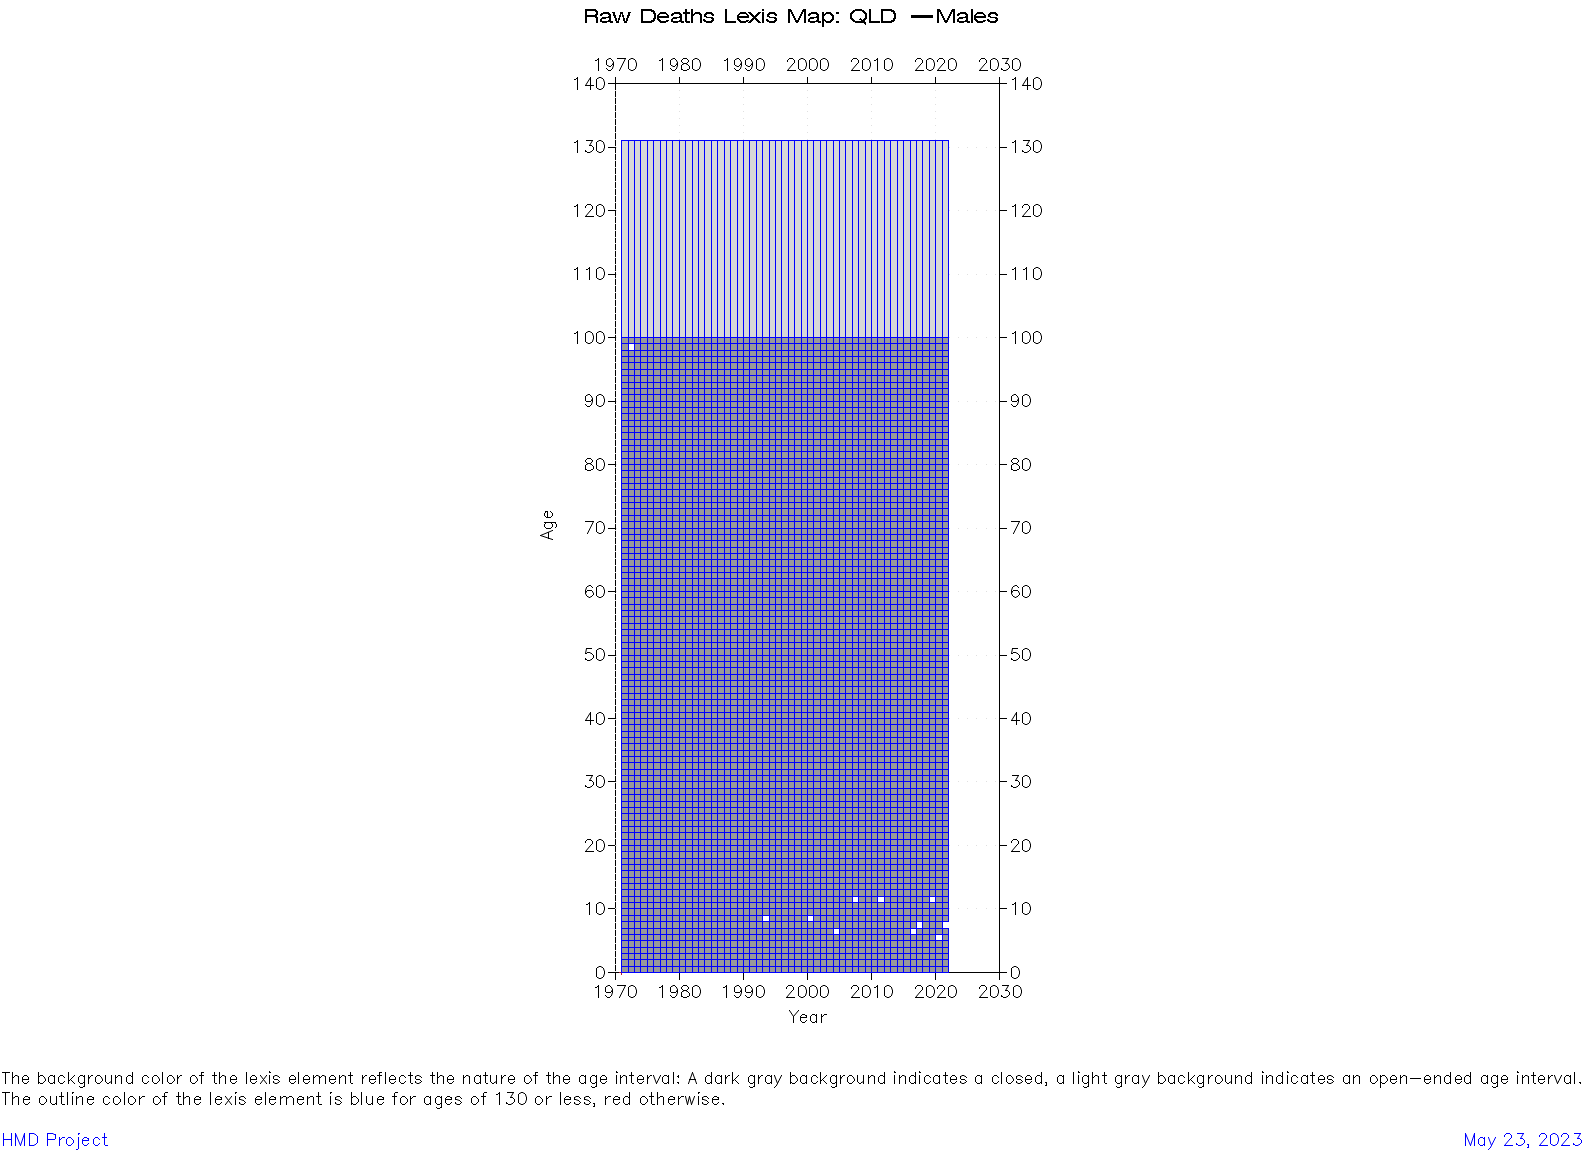 Raw Deaths Lexis Map: QLD —Males
1970 1980 1990 2000 2010 2020 2030
140 140
130 130
120 120
110 110
100 100
90 90
80 80
Age
70 70
60 60
50 50
40 40
30 30
20 20
10 10
0 0
1970 1980 1990 2000 2010 2020 2030
Year
The background color of the lexis element reflects the nature of the age interval: A dark gray background indicates a closed, a light gray background indicates an open—ended age interval.
The outline color of the lexis element is blue for ages of 130 or less, red otherwise.
HMD Project May 23, 2023